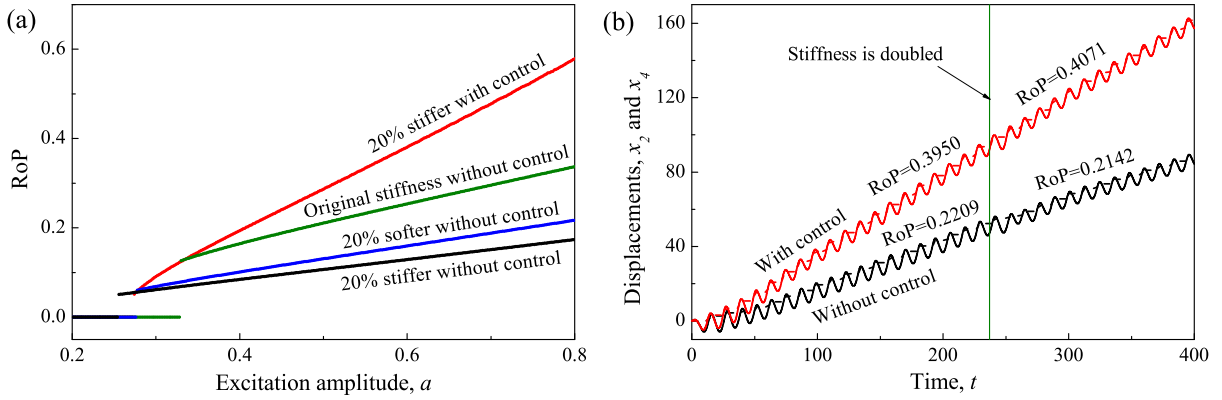 (a)
RoP
0.6
0.4
0.2
0.0
20% stiffer with control
Original stiffness without control
20% softer without control
20% stiffer without control
0.2
0.4
0.6
0.8
Excitation amplitude, a
(b)
Displacements, x2 and x4
160
120
80
40
0
Stiffness is doubled
RoP=0.4071
RoP=0.3950
RoP=0.2142
RoP=0.2209
With control
Without control
0
100
200
300
400
Time, t